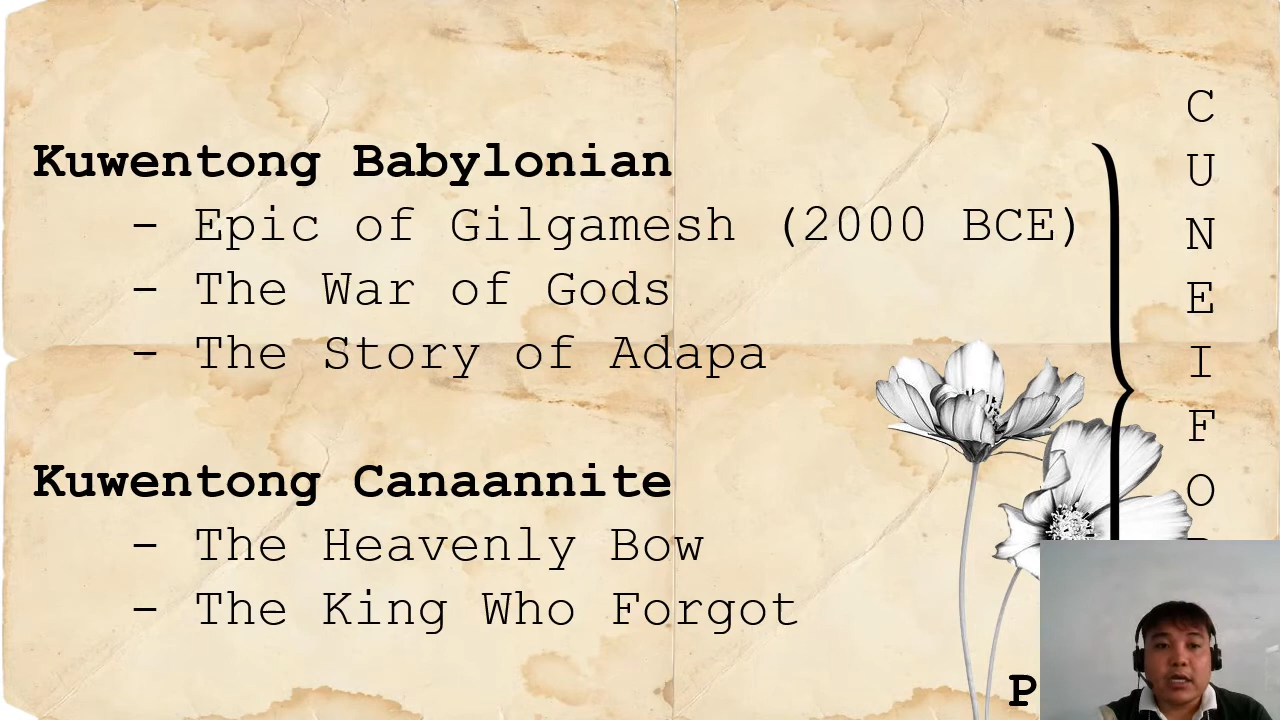 Kuwentong Babylonian
- Epic of Gilgamesh (2000 BCE)
- The War of Gods
- The Story of Adapa
Kuwentong Canaannite
- The Heavenly Bow
- The King Who Forgot
C
U
N
E
I
F
O
P